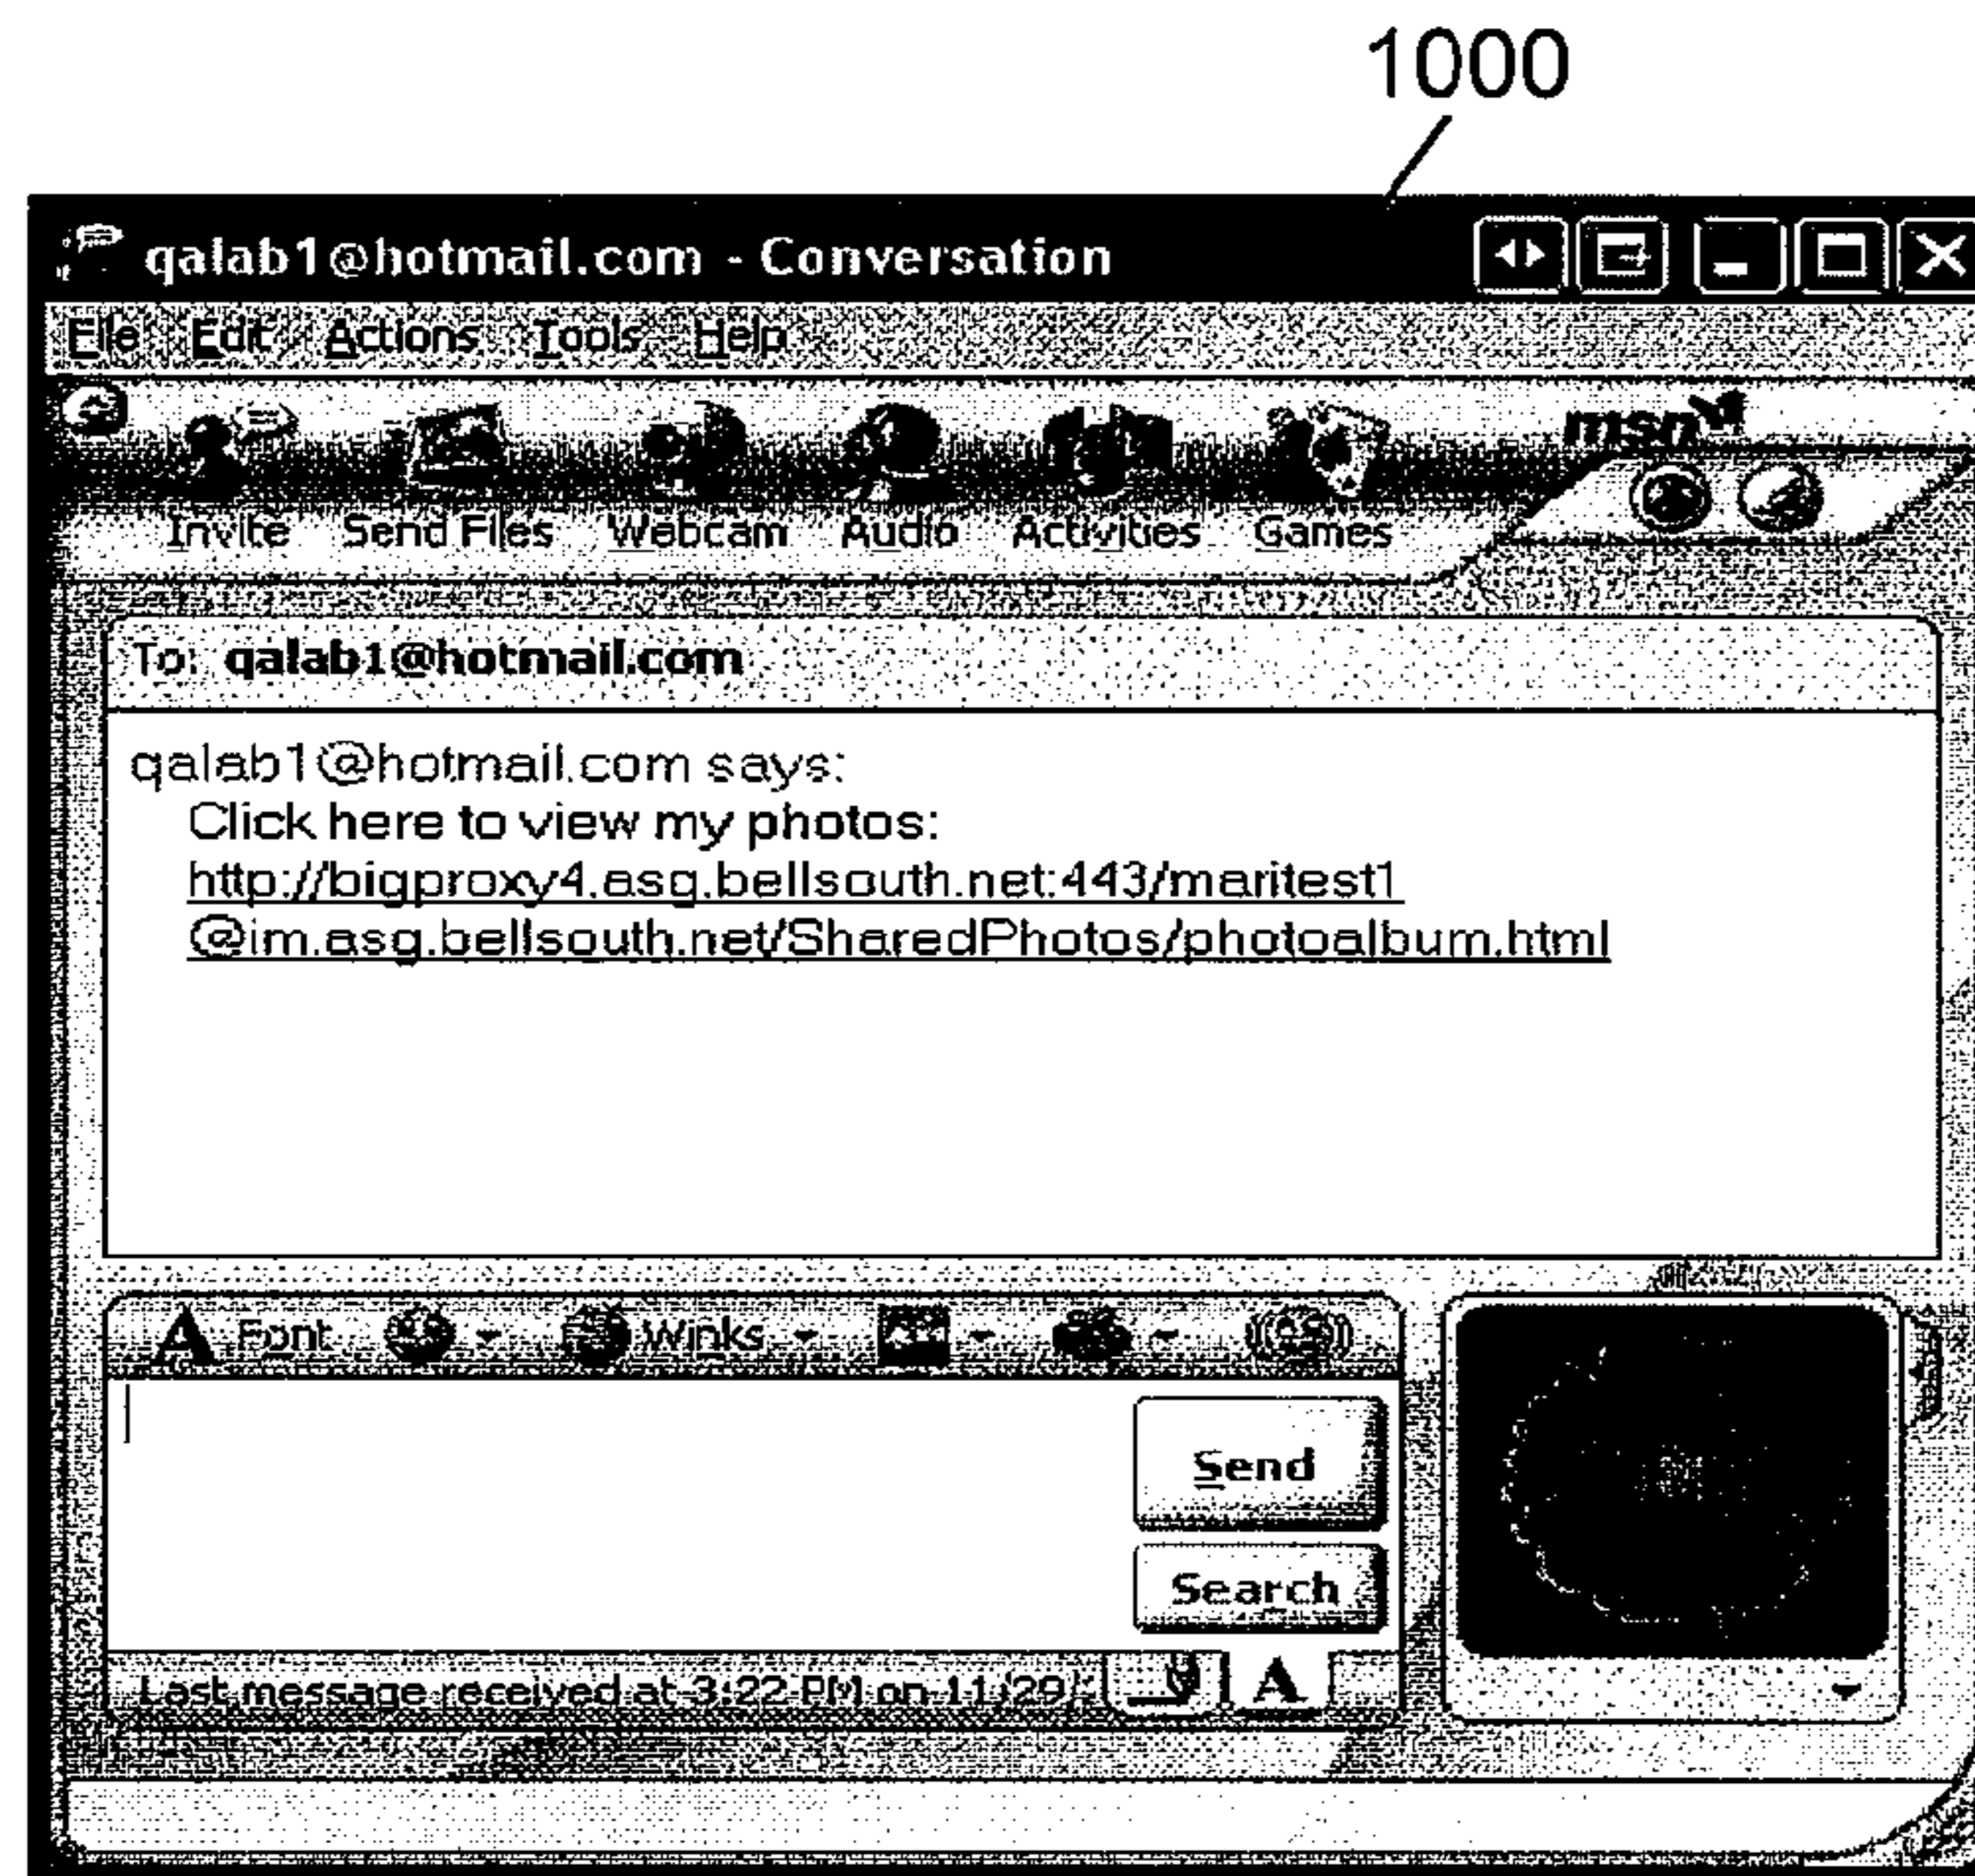 1000
qalab1@hotmail.com - Conversation
File Edit Actions Tools Help
msn
Invite Send Files Webcam Audio Activities Games
To: qalab1@hotmail.com
qalab1@hotmail.com says:
Click here to view my photos:
http://bigproxy4.asg.bellsouth.net:443/maritest1
@im.asg.bellsouth.net/SharedPhotos/photoalbum.html
A Font Winks
Send
Search
Last message received at 3:22 PM on 11/29/
A